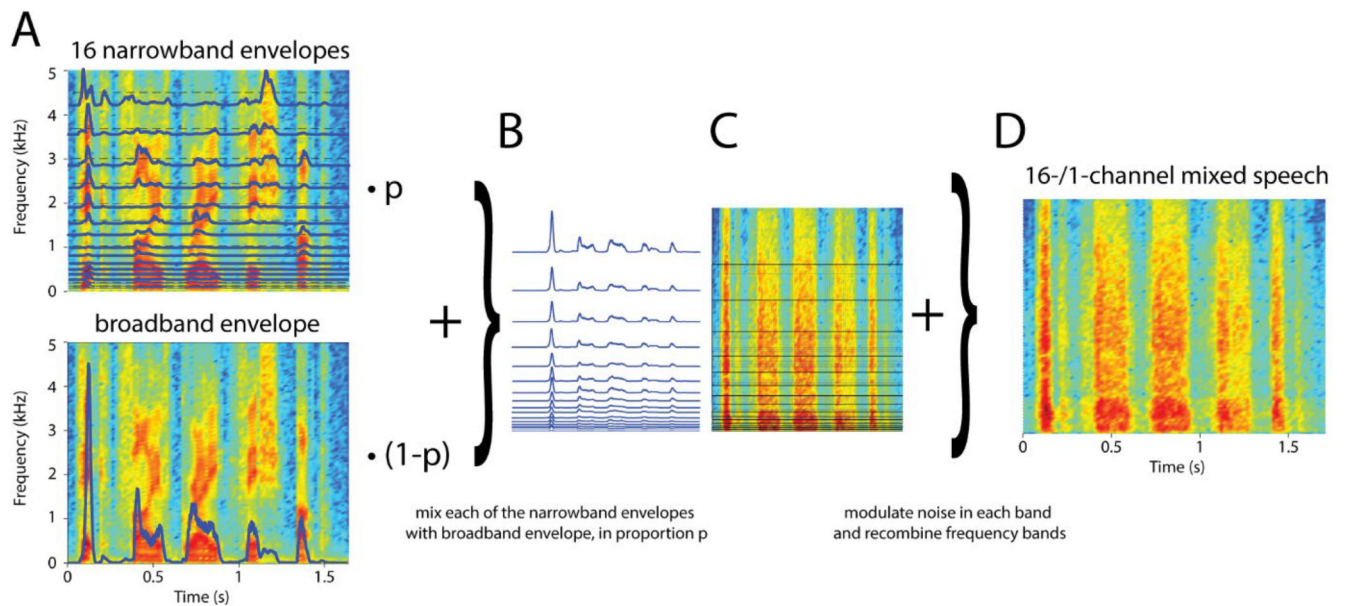 A
16 narrowband envelopes
5
4
3
2
1
0
Frequency (kHz)
• p
broadband envelope
5
4
3
2
1
0
Frequency (kHz)
0 0.5 1 1.5
Time (s)
• (1-p)
+
B
mix each of the narrowband envelopes
with broadband envelope, in proportion p
C
+
modulate noise in each band
and recombine frequency bands
D
16-/1-channel mixed speech
0 0.5 1 1.5
Time (s)